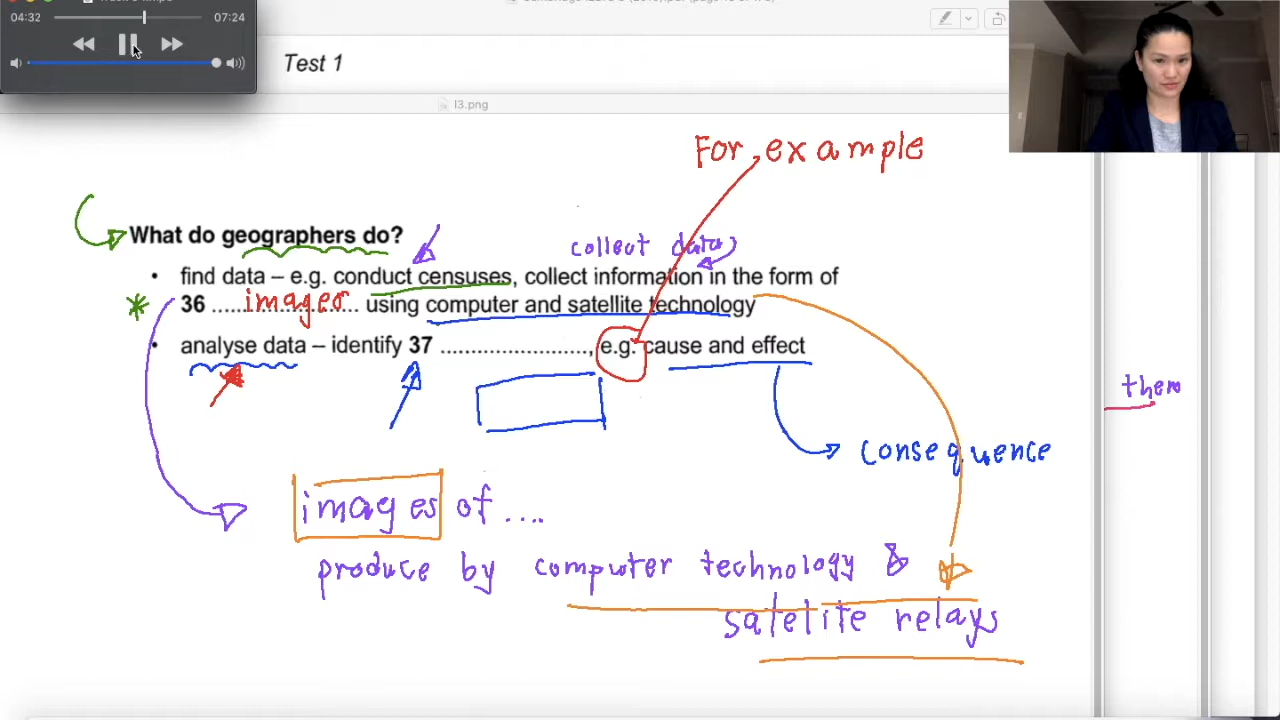 04:32 07:24
Test 1
I3.png
For, example
What do geographers do?
collect data
• find data – e.g. conduct censuses, collect information in the form of
36 .....images..... using computer and satellite technology
• analyse data – identify 37 ........................., e.g. cause and effect
them
consequence
images of ....
produce by computer technology &
satelite relays